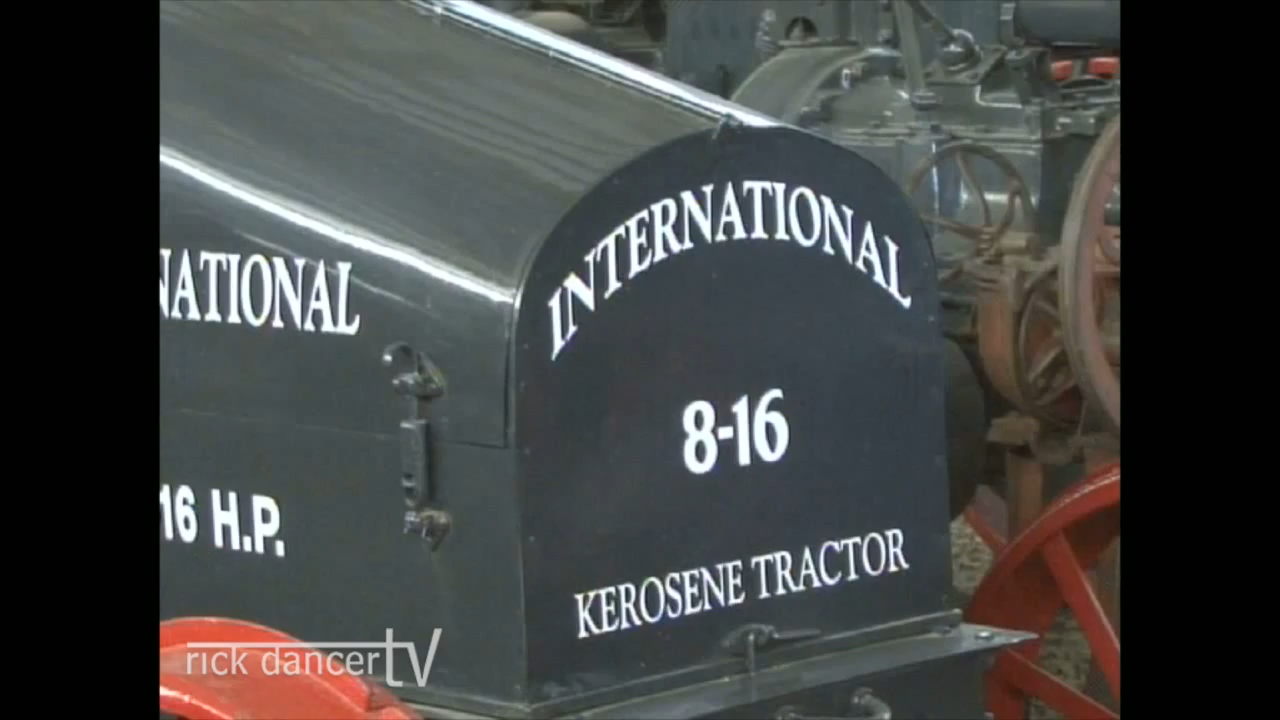 INTERNATIONAL
8-16
KEROSENE TRACTOR
NATIONAL
16 H.P.
rick dancer tv